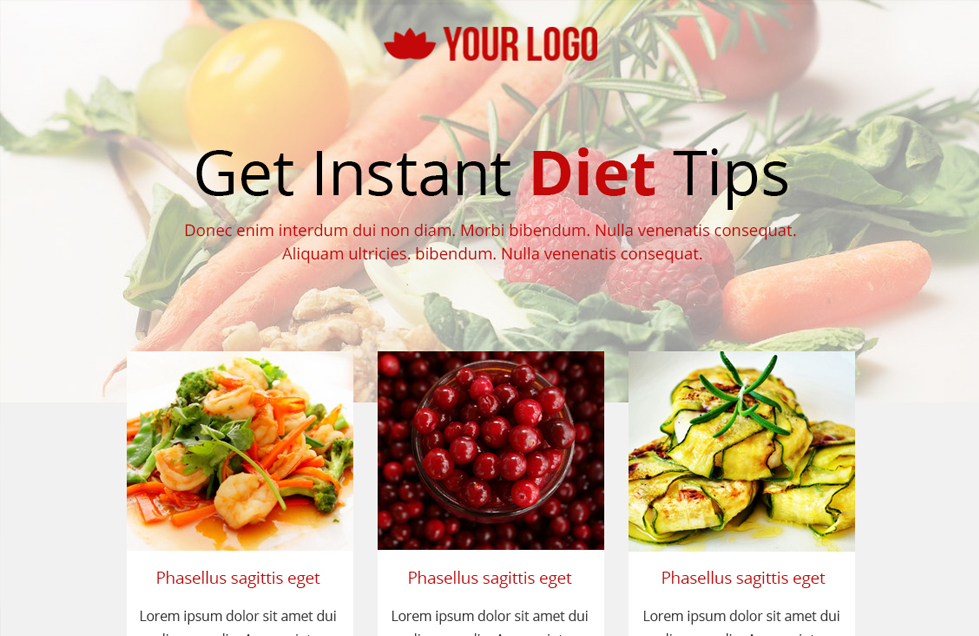 YOUR LOGO
Get Instant Diet Tips
Donec enim interdum dui non diam. Morbi bibendum. Nulla venenatis consequat.
Aliquam ultricies. bibendum. Nulla venenatis consequat.
Phasellus sagittis eget
Phasellus sagittis eget
Phasellus sagittis eget
Lorem ipsum dolor sit amet dui
Lorem ipsum dolor sit amet dui
Lorem ipsum dolor sit amet dui